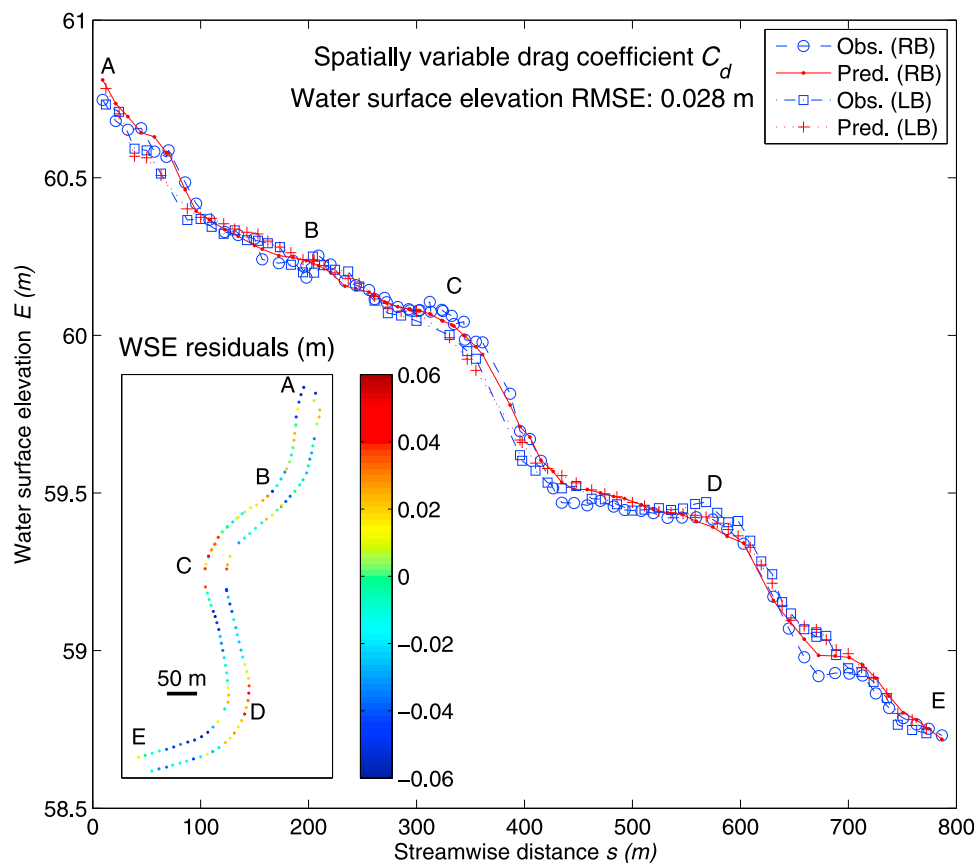 61
60.5
60
59.5
59
58.5
0 100 200 300 400 500 600 700 800
Water surface elevation E (m)
Streamwise distance s (m)
Spatially variable drag coefficient C_d
Water surface elevation RMSE: 0.028 m
Obs. (RB)
Pred. (RB)
Obs. (LB)
Pred. (LB)
A
B
C
D
E
WSE residuals (m)
A
B
C
D
E
50 m
0.06
0.04
0.02
0
−0.02
−0.04
−0.06